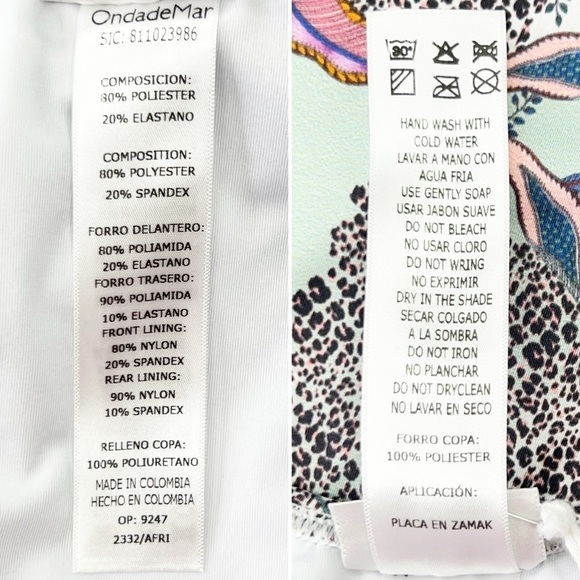 OndadeMar
SIC: 811023986
COMPOSICION:
80% POLIESTER
20% ELASTANO
COMPOSITION:
80% POLYESTER
20% SPANDEX
FORRO DELANTERO:
80% POLIAMIDA
20% ELASTANO
FORRO TRASERO:
90% POLIAMIDA
10% ELASTANO
FRONT LINING:
80% NYLON
20% SPANDEX
REAR LINING:
90% NYLON
10% SPANDEX
RELLENO COPA:
100% POLIURETANO
MADE IN COLOMBIA
HECHO EN COLOMBIA
OP: 9247
2332/AFRI
30°
HAND WASH WITH
COLD WATER
LAVAR A MANO CON
AGUA FRIA
USE GENTLY SOAP
USAR JABON SUAVE
DO NOT BLEACH
NO USAR CLORO
DO NOT WRING
NO EXPRIMIR
DRY IN THE SHADE
SECAR COLGADO
A LA SOMBRA
DO NOT IRON
NO PLANCHAR
DO NOT DRYCLEAN
NO LAVAR EN SECO
FORRO COPA:
100% POLIESTER
APLICACIÓN:
PLACA EN ZAMAK